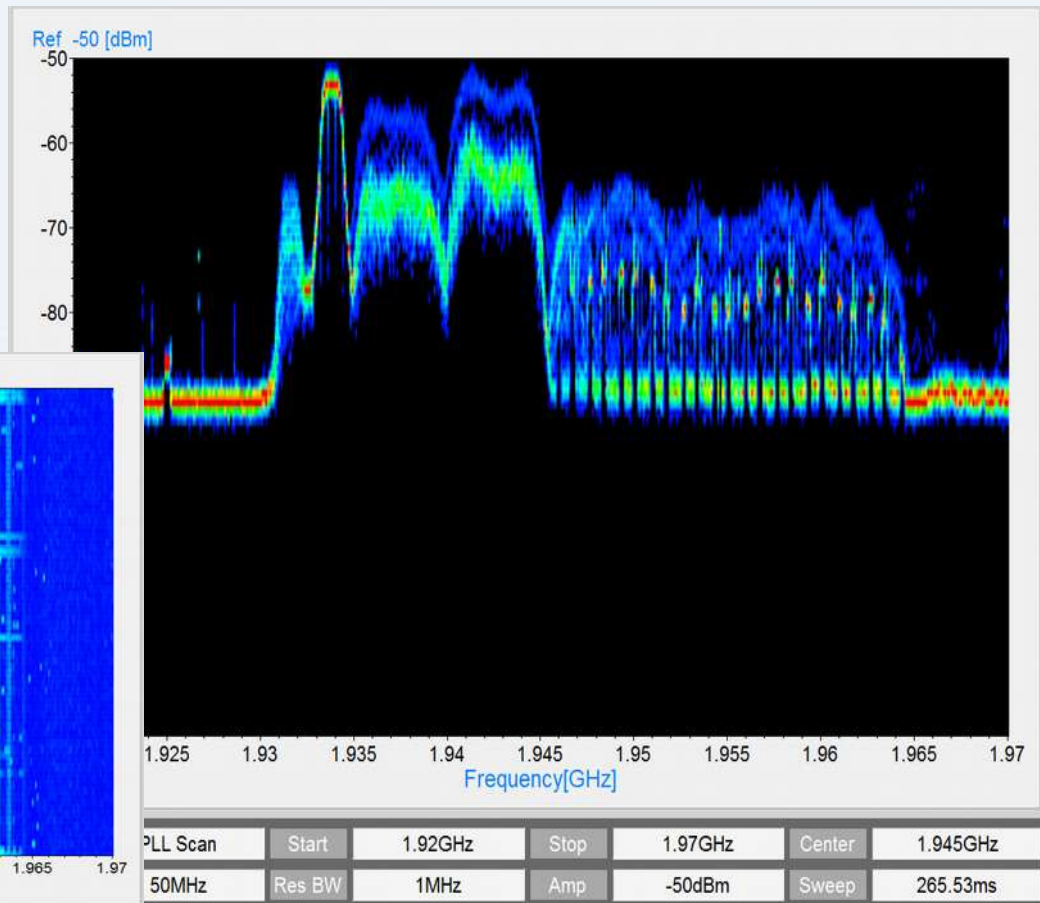 Ref -50 [dBm]
-50
-60
-70
-80
1.925 1.93 1.935 1.94 1.945 1.95 1.955 1.96 1.965 1.97
Frequency[GHz]
1.965 1.97
PLL Scan Start 1.92GHz Stop 1.97GHz Center 1.945GHz
50MHz Res BW 1MHz Amp -50dBm Sweep 265.53ms